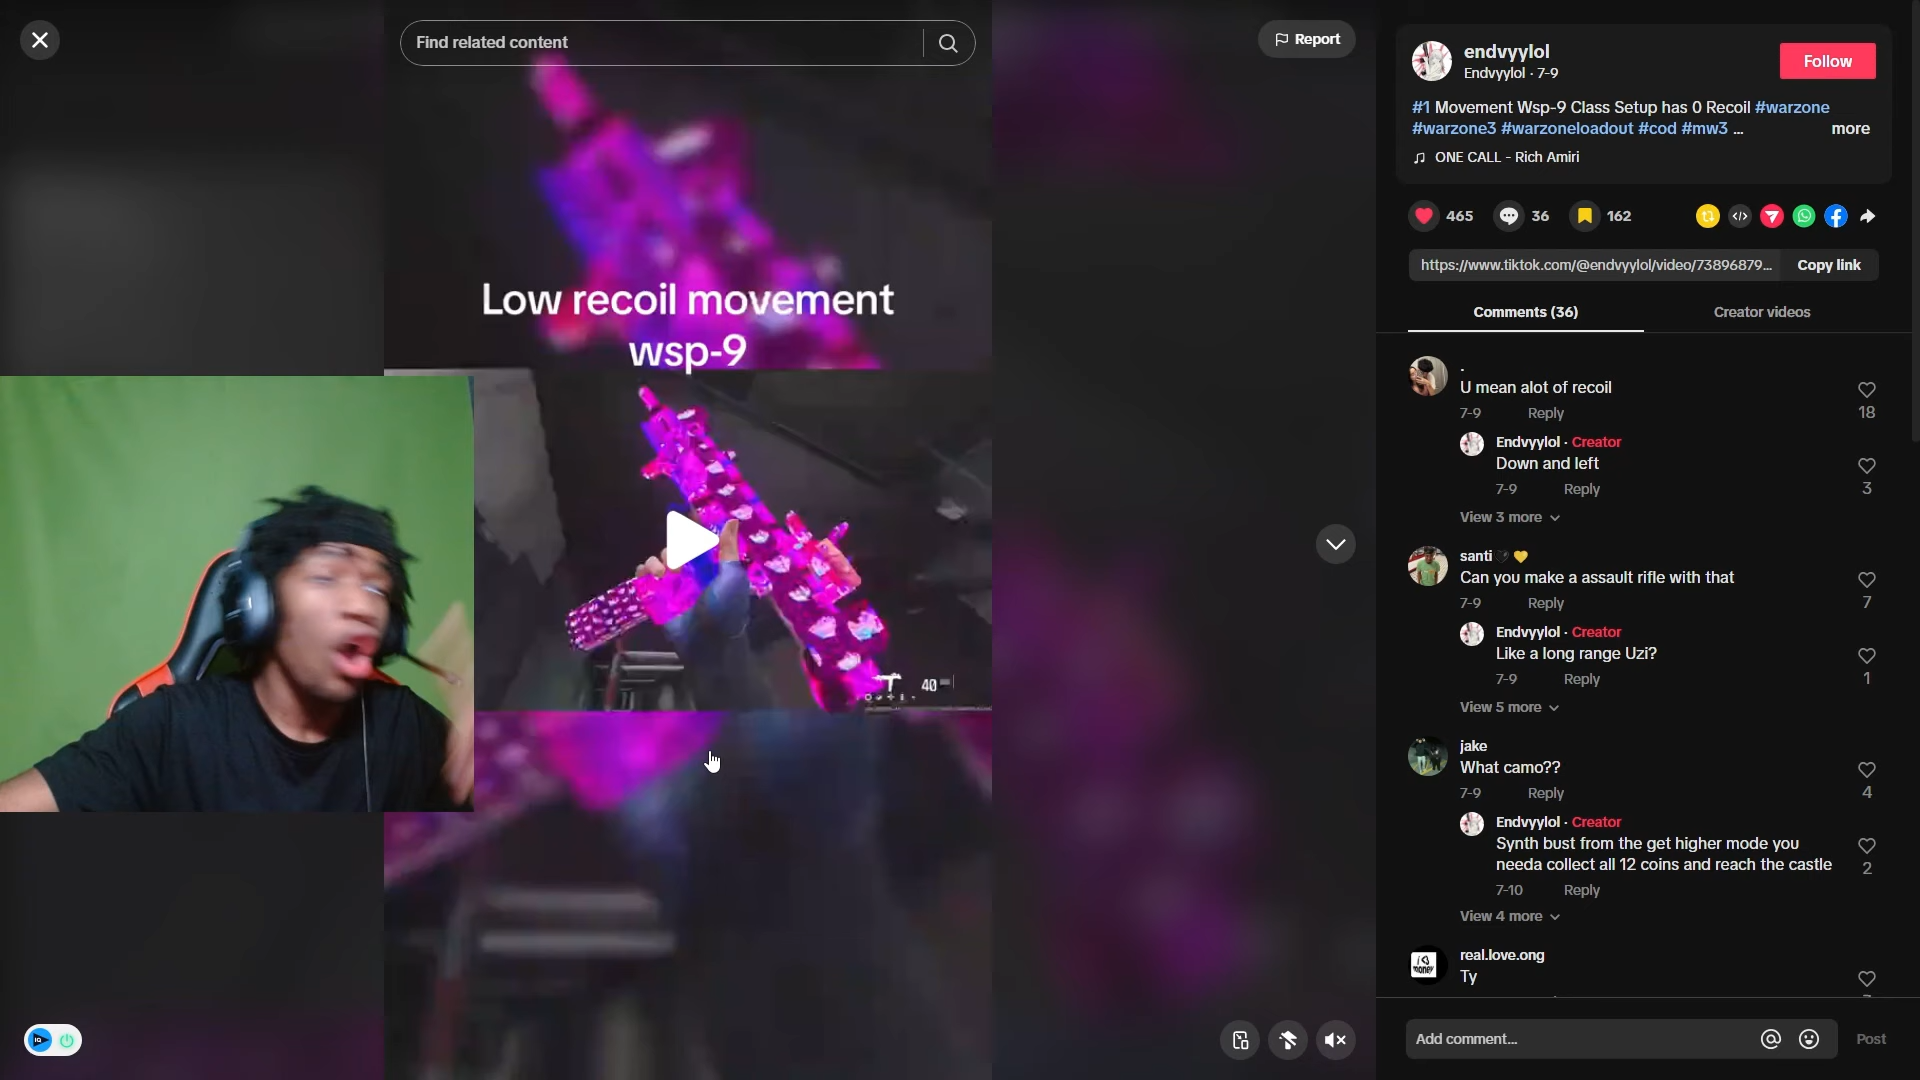 Find related content
Report
Low recoil movement
wsp-9
40
endvyylol
Follow
Endvyylol · 7-9
#1 Movement Wsp-9 Class Setup has 0 Recoil #warzone
#warzone3 #warzoneloadout #cod #mw3 ...
more
ONE CALL - Rich Amiri
465
36
162
https://www.tiktok.com/@endvyylol/video/73896879...
Copy link
Comments (36)
Creator videos
.
U mean alot of recoil
7-9
Reply
18
Endvyylol · Creator
Down and left
7-9
Reply
3
View 3 more
santi🖤💛
Can you make a assault rifle with that
7-9
Reply
7
Endvyylol · Creator
Like a long range Uzi?
7-9
Reply
1
View 5 more
jake
What camo??
7-9
Reply
4
Endvyylol · Creator
Synth bust from the get higher mode you
needa collect all 12 coins and reach the castle
7-10
Reply
2
View 4 more
real.love.ong
Ty
IQ
Add comment...
Post